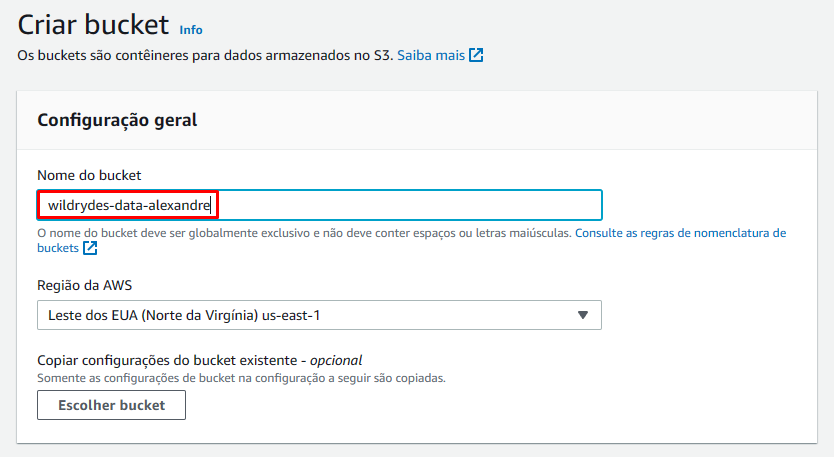 Criar bucket Info
Os buckets são contêineres para dados armazenados no S3. Saiba mais
Configuração geral
Nome do bucket
wildrydes-data-alexandre
O nome do bucket deve ser globalmente exclusivo e não deve conter espaços ou letras maiúsculas. Consulte as regras de nomenclatura de
buckets
Região da AWS
Leste dos EUA (Norte da Virgínia) us-east-1
Copiar configurações do bucket existente - opcional
Somente as configurações de bucket na configuração a seguir são copiadas.
Escolher bucket